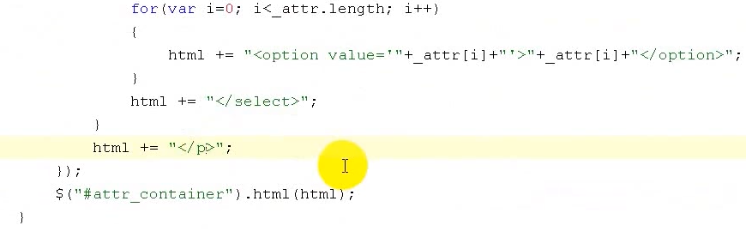 for(var i=0; i<_attr.length; i++)
{
html += "<option value='"+_attr[i]+"'>"+_attr[i]+"</option>";
}
html += "</select>";
}
html += "</p>";
});
$("#attr_container").html(html);
}